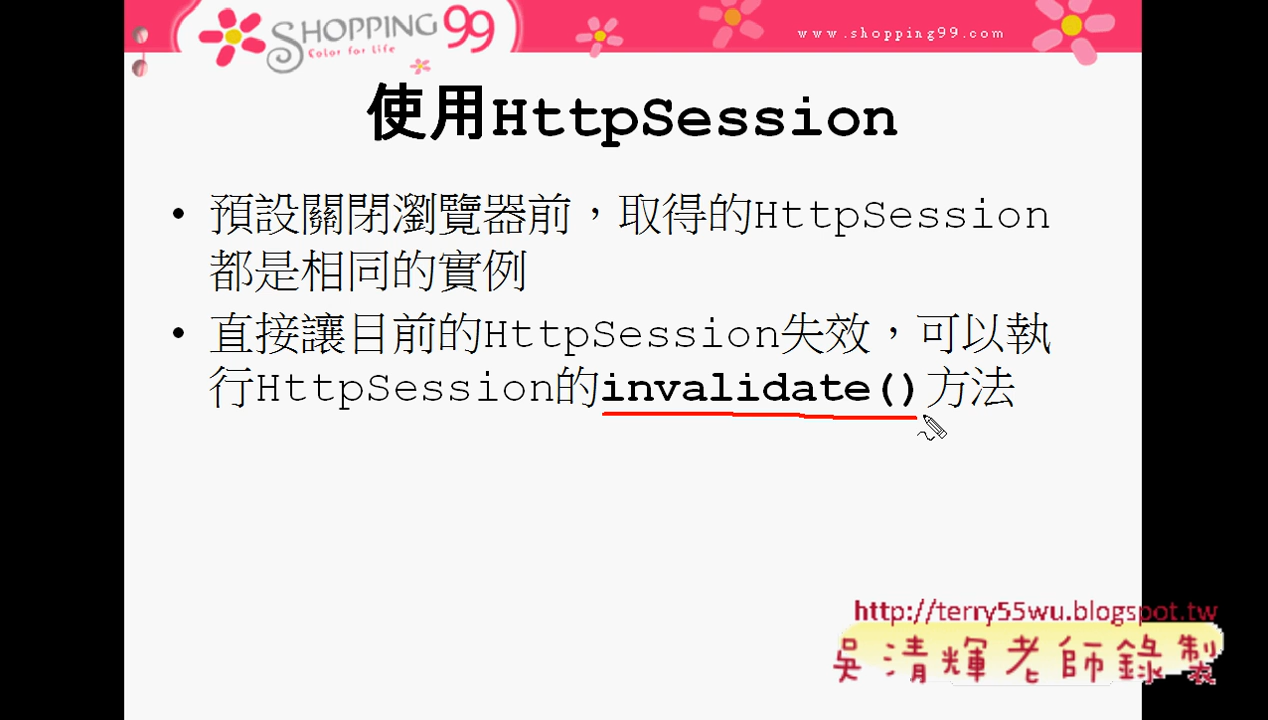 SHOPPING 99
Color for Life
www.shopping99.com
使用HttpSession
• 預設關閉瀏覽器前，取得的HttpSession
都是相同的實例
• 直接讓目前的HttpSession失效，可以執
行HttpSession的invalidate()方法
http://terry55wu.blogspot.tw
吳清輝老師錄製